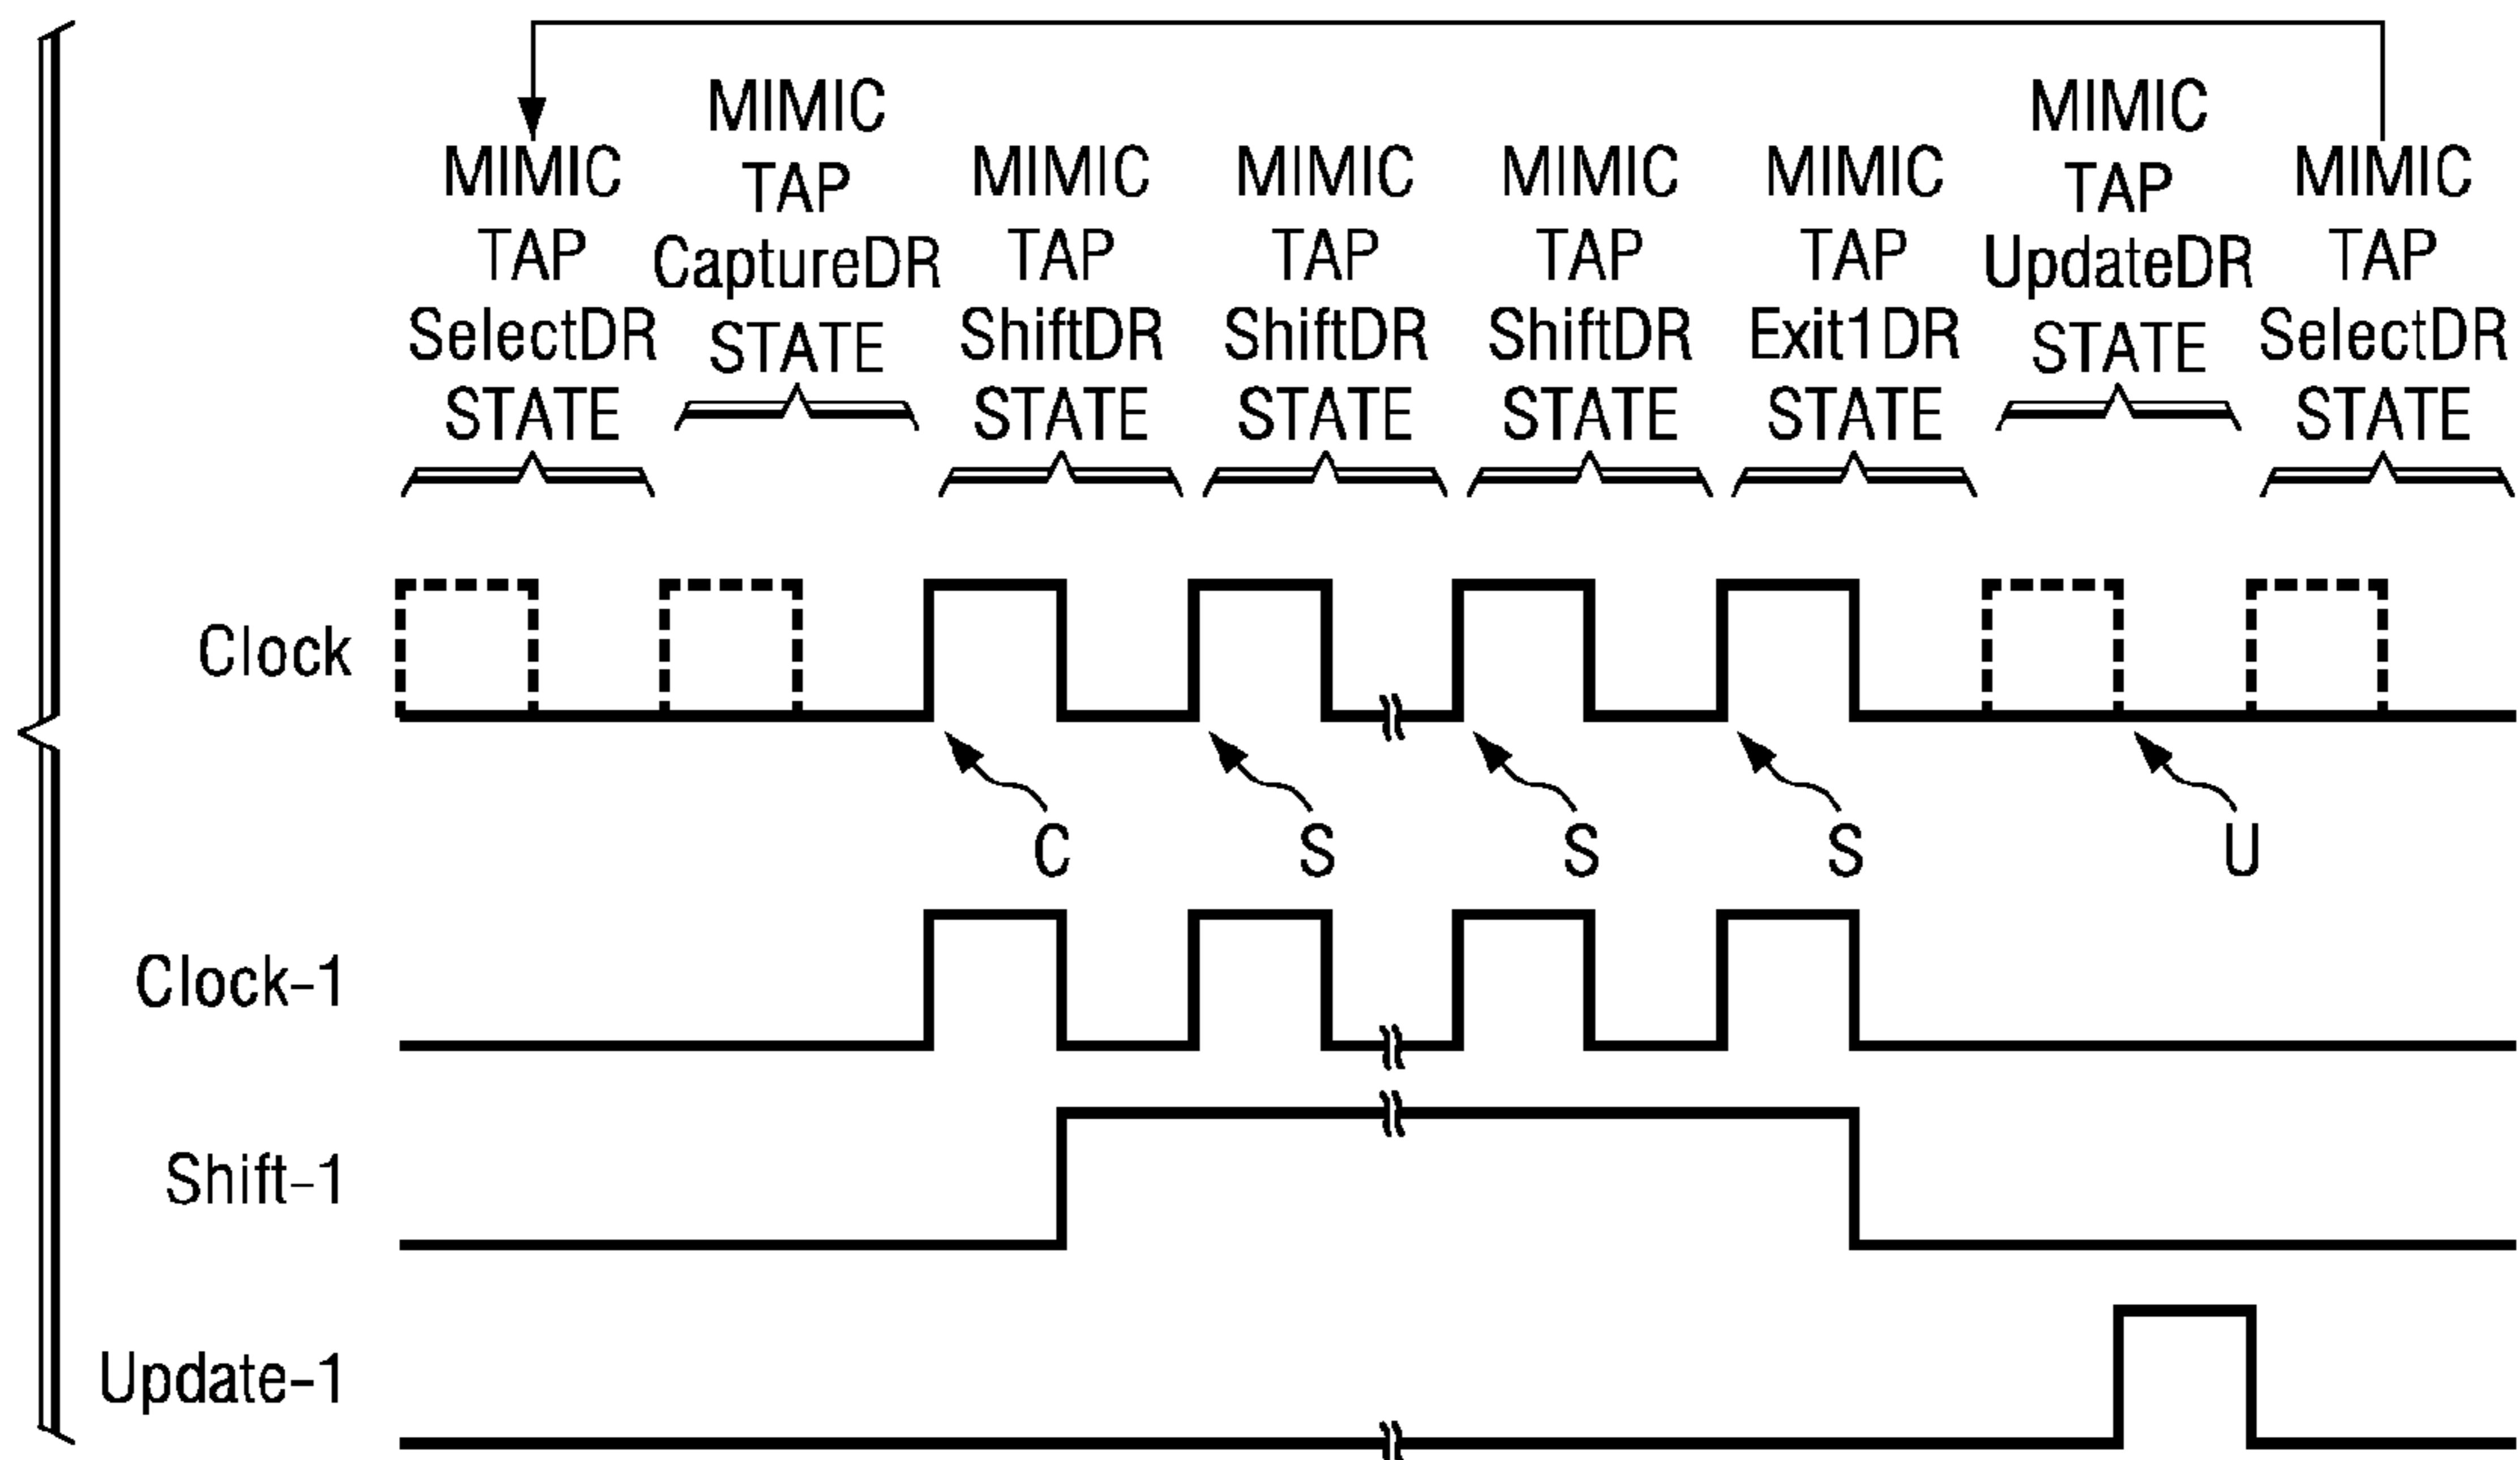 MIMIC
TAP
SelectDR
STATE
MIMIC
TAP
CaptureDR
STATE
MIMIC
TAP
ShiftDR
STATE
MIMIC
TAP
ShiftDR
STATE
MIMIC
TAP
ShiftDR
STATE
MIMIC
TAP
Exit1DR
STATE
MIMIC
TAP
UpdateDR
STATE
MIMIC
TAP
SelectDR
STATE
Clock
C
S
S
S
U
Clock-1
Shift-1
Update-1